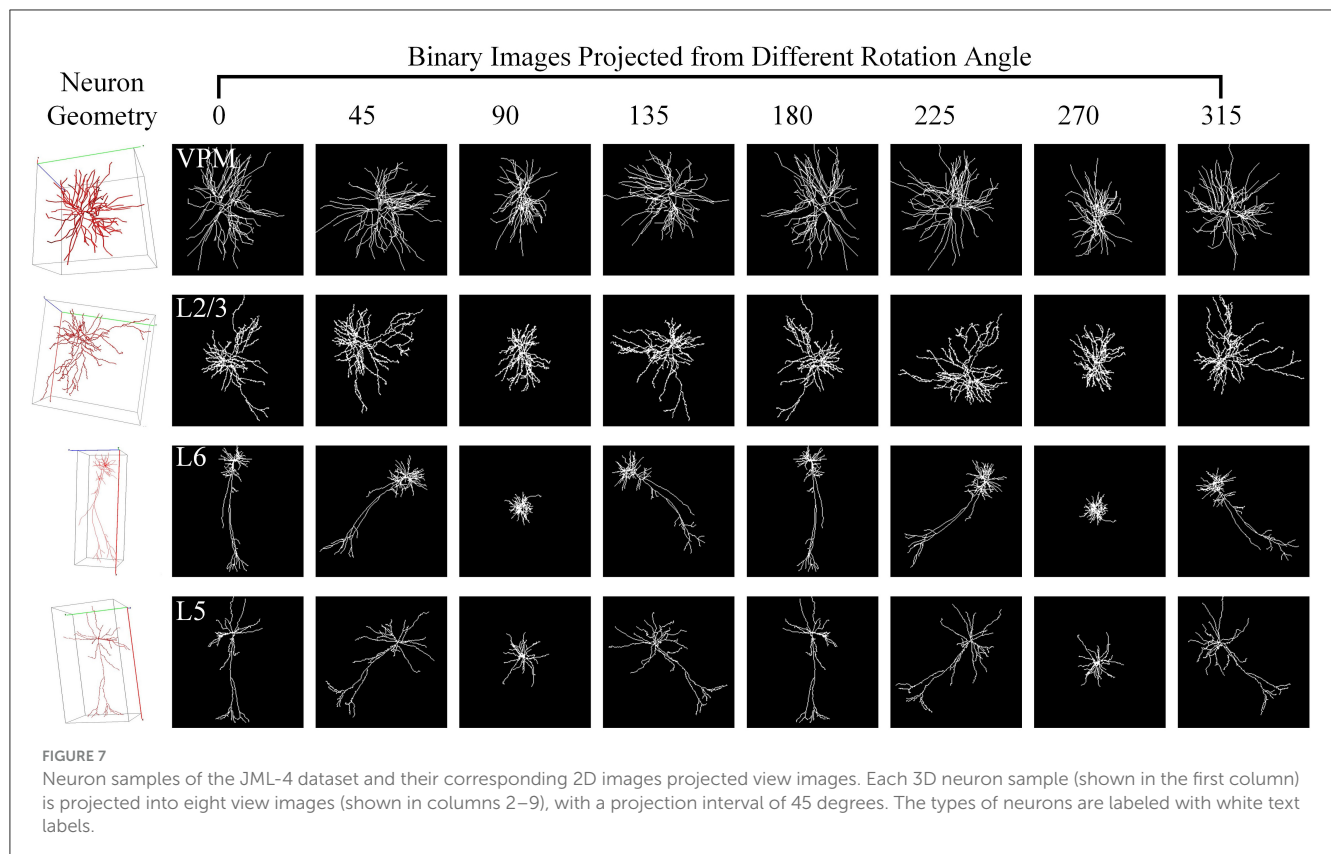 Binary Images Projected from Different Rotation Angle
Neuron
Geometry
0 45 90 135 180 225 270 315
VPM
L2/3
L6
L5
FIGURE 7
Neuron samples of the JML-4 dataset and their corresponding 2D images projected view images. Each 3D neuron sample (shown in the first column)
is projected into eight view images (shown in columns 2–9), with a projection interval of 45 degrees. The types of neurons are labeled with white text
labels.